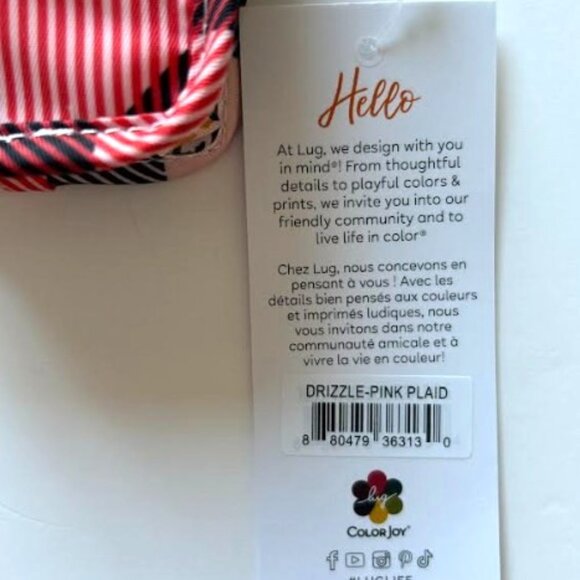 Hello
At Lug, we design with you
in mind®! From thoughtful
details to playful colors &
prints, we invite you into our
friendly community and to
live life in color®
Chez Lug, nous concevons en
pensant à vous ! Avec les
détails bien pensés aux couleurs
et imprimés ludiques, nous
vous invitons dans notre
communauté amicale et à
vivre la vie en couleur!
DRIZZLE-PINK PLAID
8 80479 36313 0
lug
COLORJOY®
#LUGLIFE